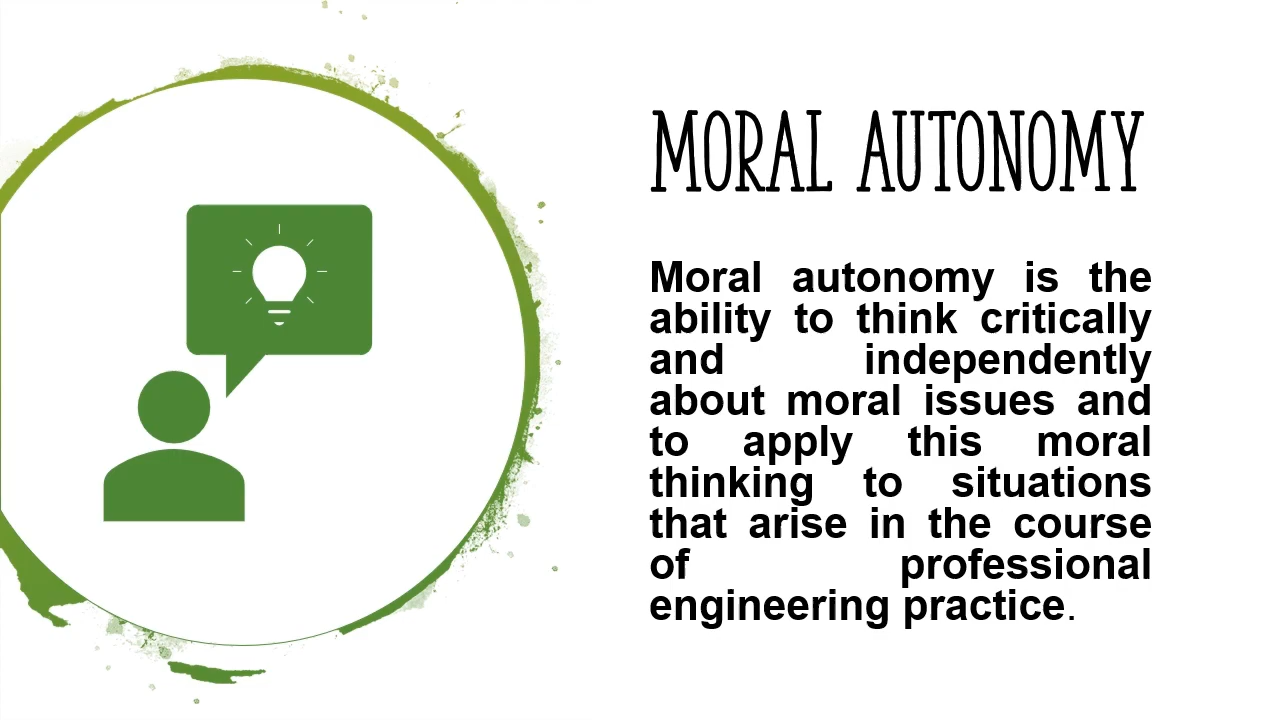 MORAL AUTONOMY
Moral autonomy is the
ability to think critically
and independently
about moral issues and
to apply this moral
thinking to situations
that arise in the course
of professional
engineering practice.